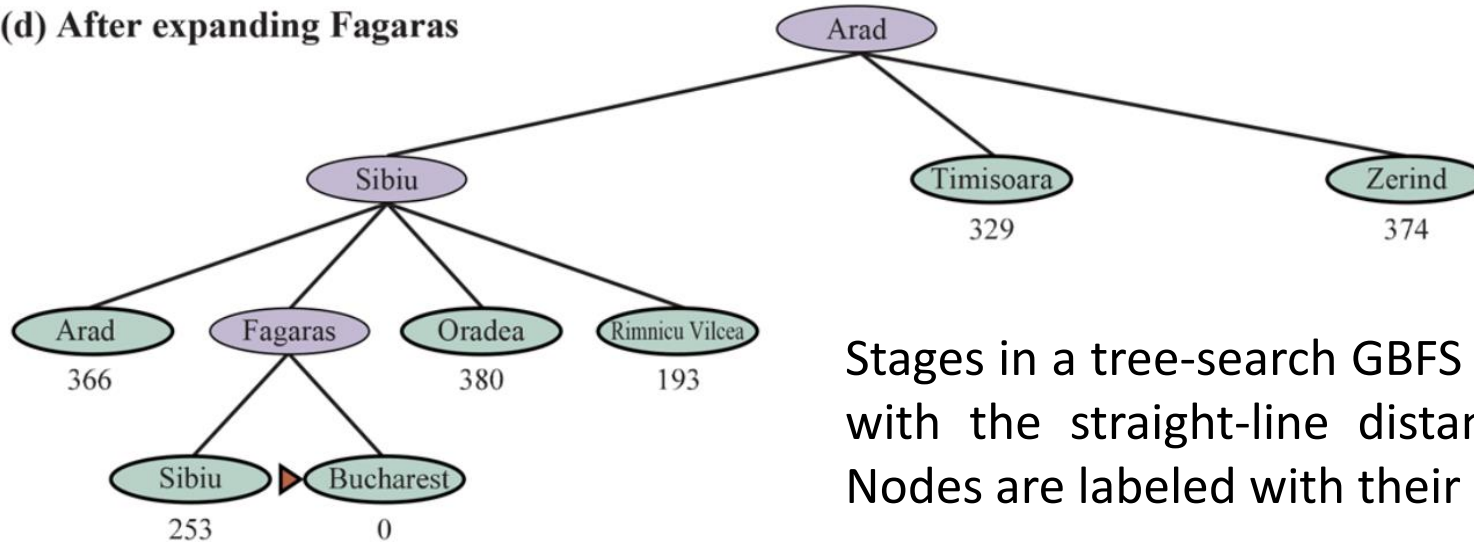 (d) After expanding Fagaras
Arad
Sibiu
Timisoara
Zerind
329
374
Arad
Fagaras
Oradea
Rimnicu Vilcea
366
380
193
Stages in a tree-search GBFS
with the straight-line
Nodes are labeled with their
Sibiu
Bucharest
253
0